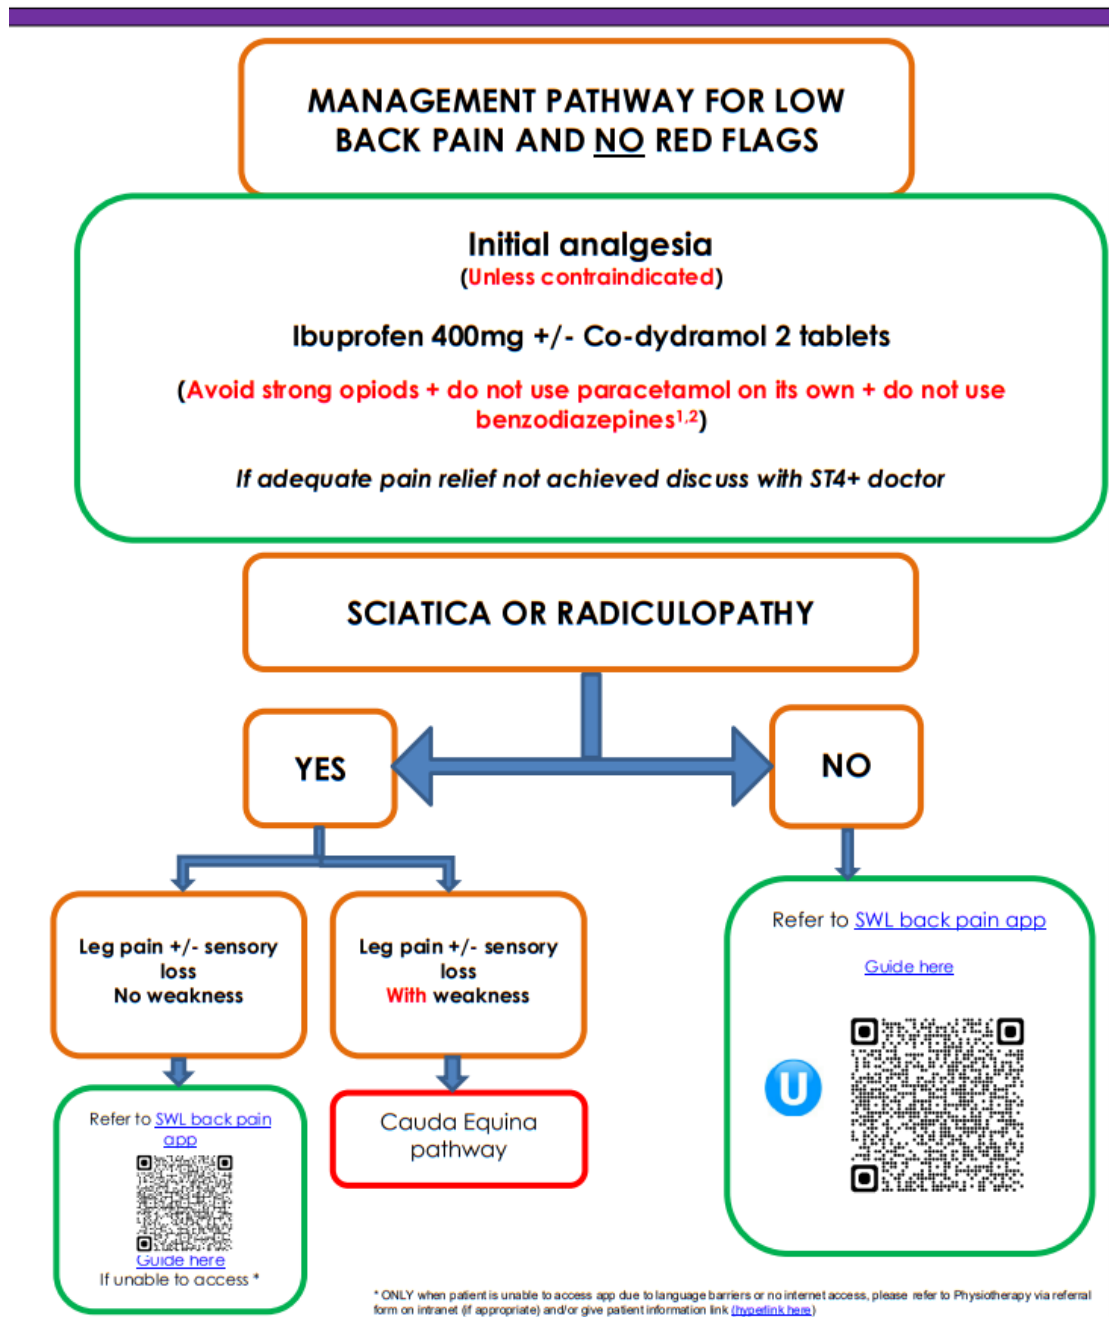 MANAGEMENT PATHWAY FOR LOW
BACK PAIN AND NO RED FLAGS
Initial analgesia
(Unless contraindicated)
Ibuprofen 400mg +/- Co-dydramol 2 tablets
(Avoid strong opiods + do not use paracetamol on its own + do not use
benzodiazepines1,2)
If adequate pain relief not achieved discuss with ST4+ doctor
SCIATICA OR RADICULOPATHY
YES
NO
Leg pain +/- sensory
loss
No weakness
Leg pain +/- sensory
loss
With weakness
Refer to SWL back pain app
Guide here
U
Refer to SWL back pain
app
Guide here
If unable to access *
Cauda Equina
pathway
* ONLY when patient is unable to access app due to language barriers or no internet access, please refer to Physiotherapy via referral
form on intranet (if appropriate) and/or give patient information link (hyperlink here)